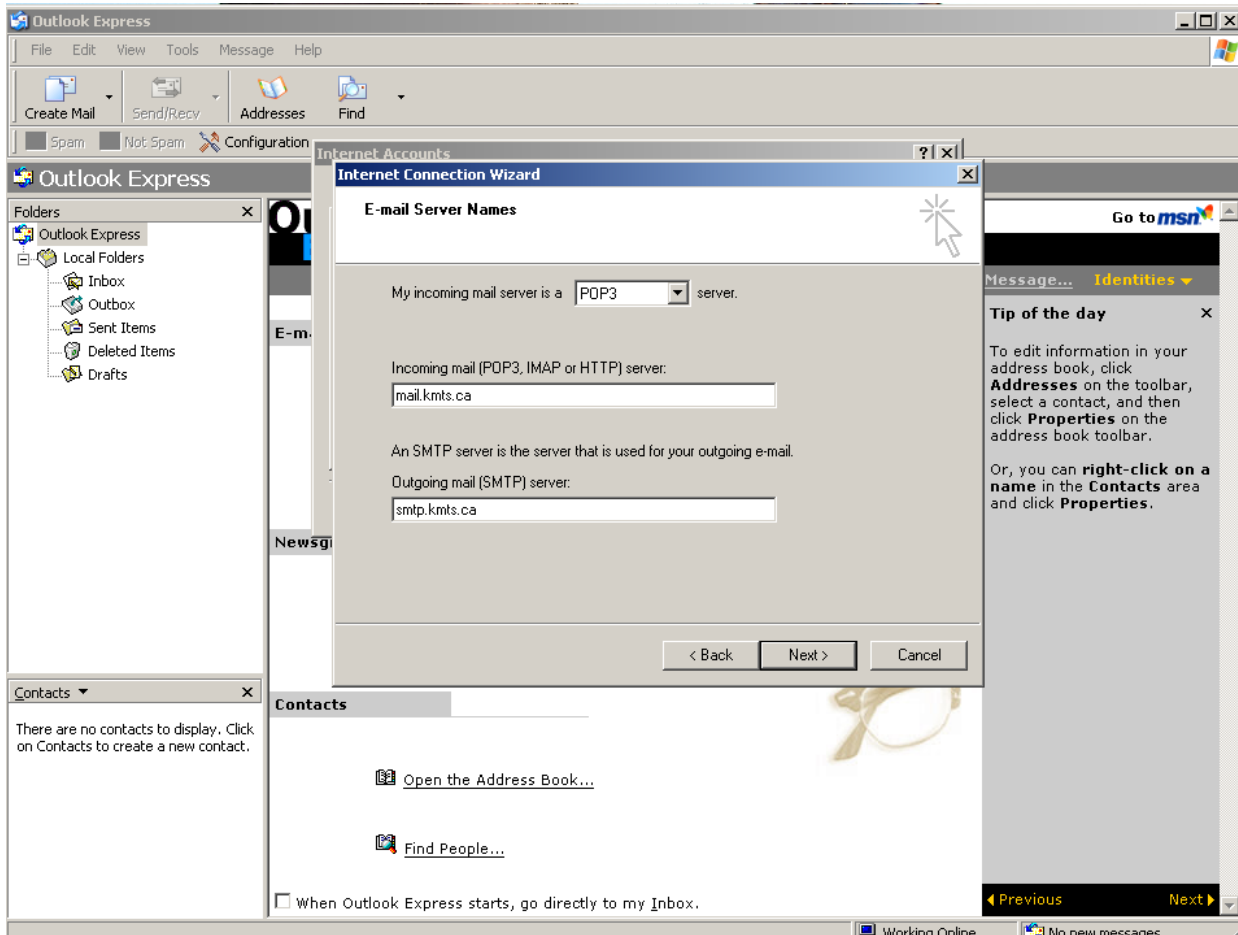 Outlook Express
File Edit View Tools Message Help
Create Mail Send/Recv Addresses Find
Spam Not Spam Configuration
Internet Accounts
Outlook Express
Internet Connection Wizard
E-mail Server Names
My incoming mail server is a POP3 server.
Incoming mail (POP3, IMAP or HTTP) server:
mail.kmts.ca
An SMTP server is the server that is used for your outgoing e-mail.
Outgoing mail (SMTP) server:
smtp.kmts.ca
< Back Next > Cancel
Folders
Outlook Express
Local Folders
Inbox
Outbox
Sent Items
Deleted Items
Drafts
Contacts
There are no contacts to display. Click
on Contacts to create a new contact.
Ou
E-m
Newsgr
Contacts
Open the Address Book...
Find People...
When Outlook Express starts, go directly to my Inbox.
Go to msn
Message... Identities
Tip of the day
To edit information in your
address book, click
Addresses on the toolbar,
select a contact, and then
click Properties on the
address book toolbar.
Or, you can right-click on a
name in the Contacts area
and click Properties.
Previous Next
Working Online No new messages